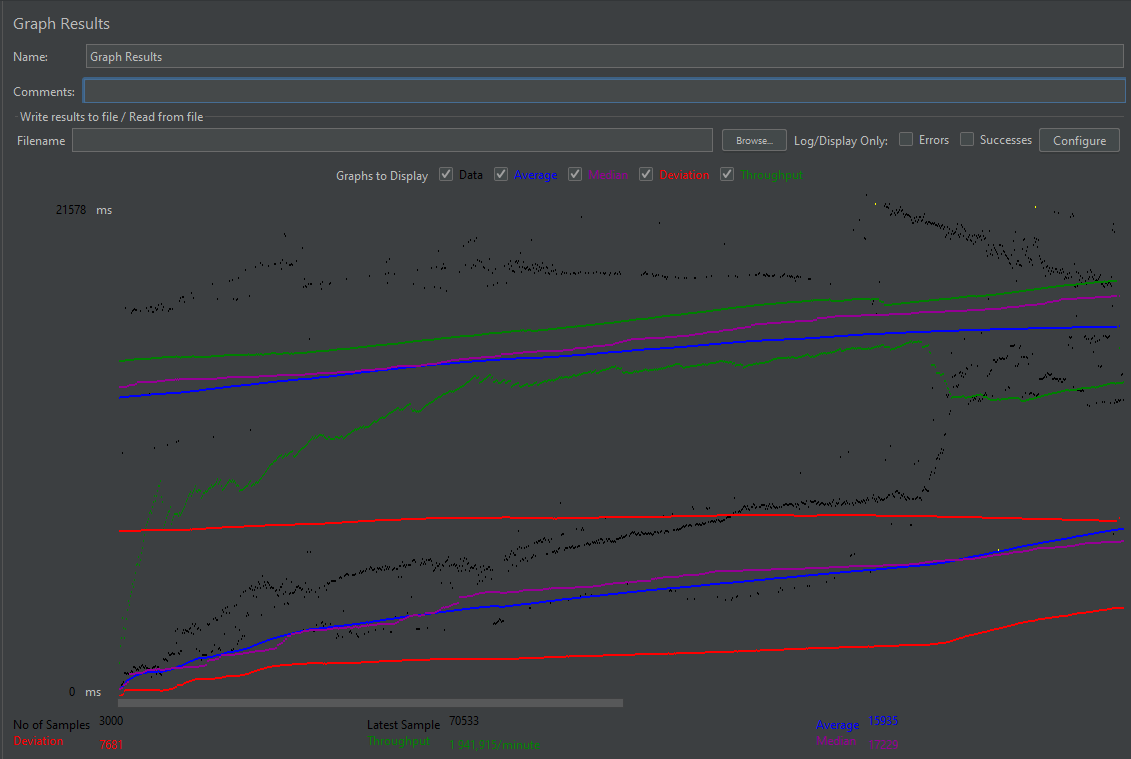 Graph Results
Name: Graph Results
Comments:
Write results to file / Read from file
Filename Browse... Log/Display Only: Errors Successes Configure
Graphs to Display Data Average Median Deviation Throughput
21578 ms
0 ms
No of Samples 3000 Latest Sample 70533 Average 15935
Deviation 7681 Throughput 1 941,915/minute Median